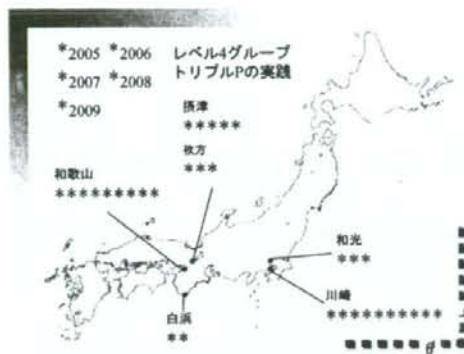 *2005 *2006
*2007 *2008
*2009
レベル4グループ
トリプルPの実践
摂津
*****
枚方
***
和歌山
*********
和光
***
川崎
**********
白浜
**